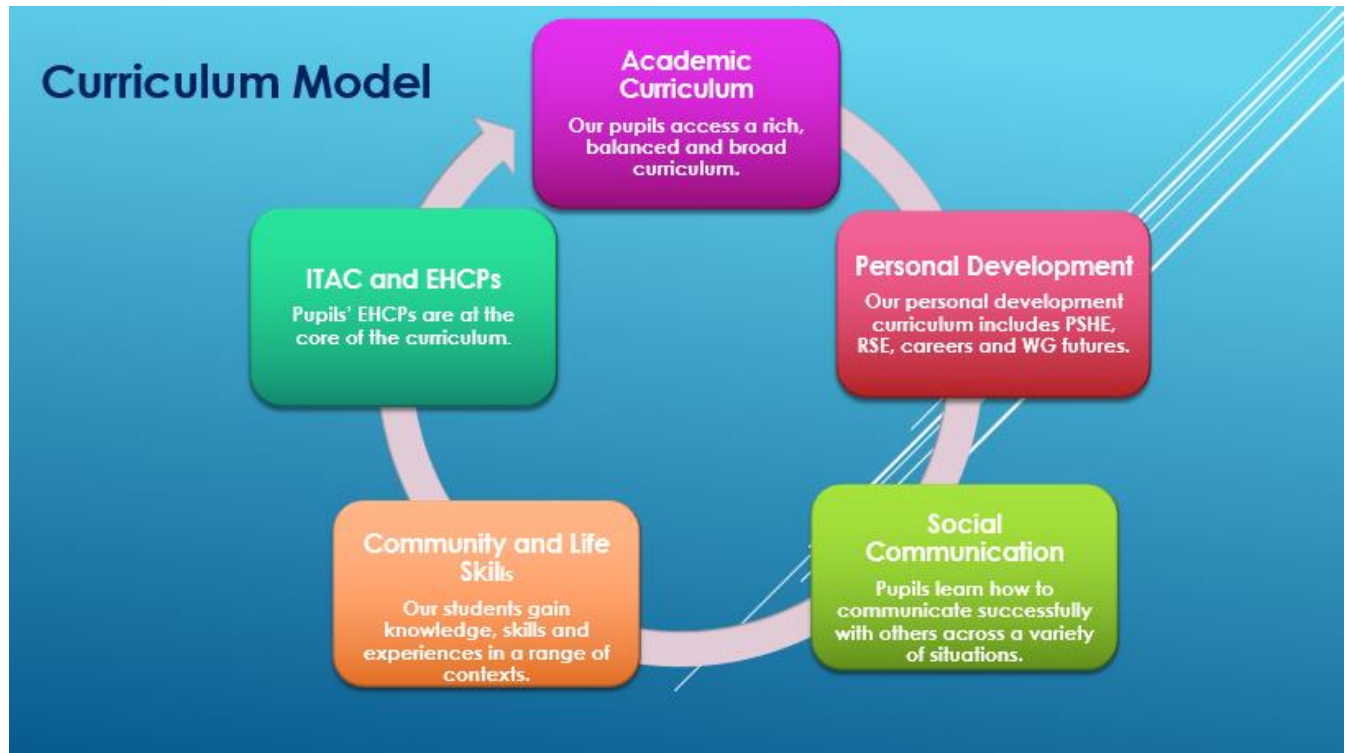 Curriculum Model
Academic
Curriculum
Our pupils access a rich,
balanced and broad
curriculum.
Personal Development
Our personal development
curriculum includes PSHE,
RSE, careers and WG futures.
Social
Communication
Pupils learn how to
communicate successfully
with others across a variety
of situations.
Community and Life
Skills
Our students gain
knowledge, skills and
experiences in a range of
contexts.
ITAC and EHCPs
Pupils' EHCPs are at the
core of the curriculum.